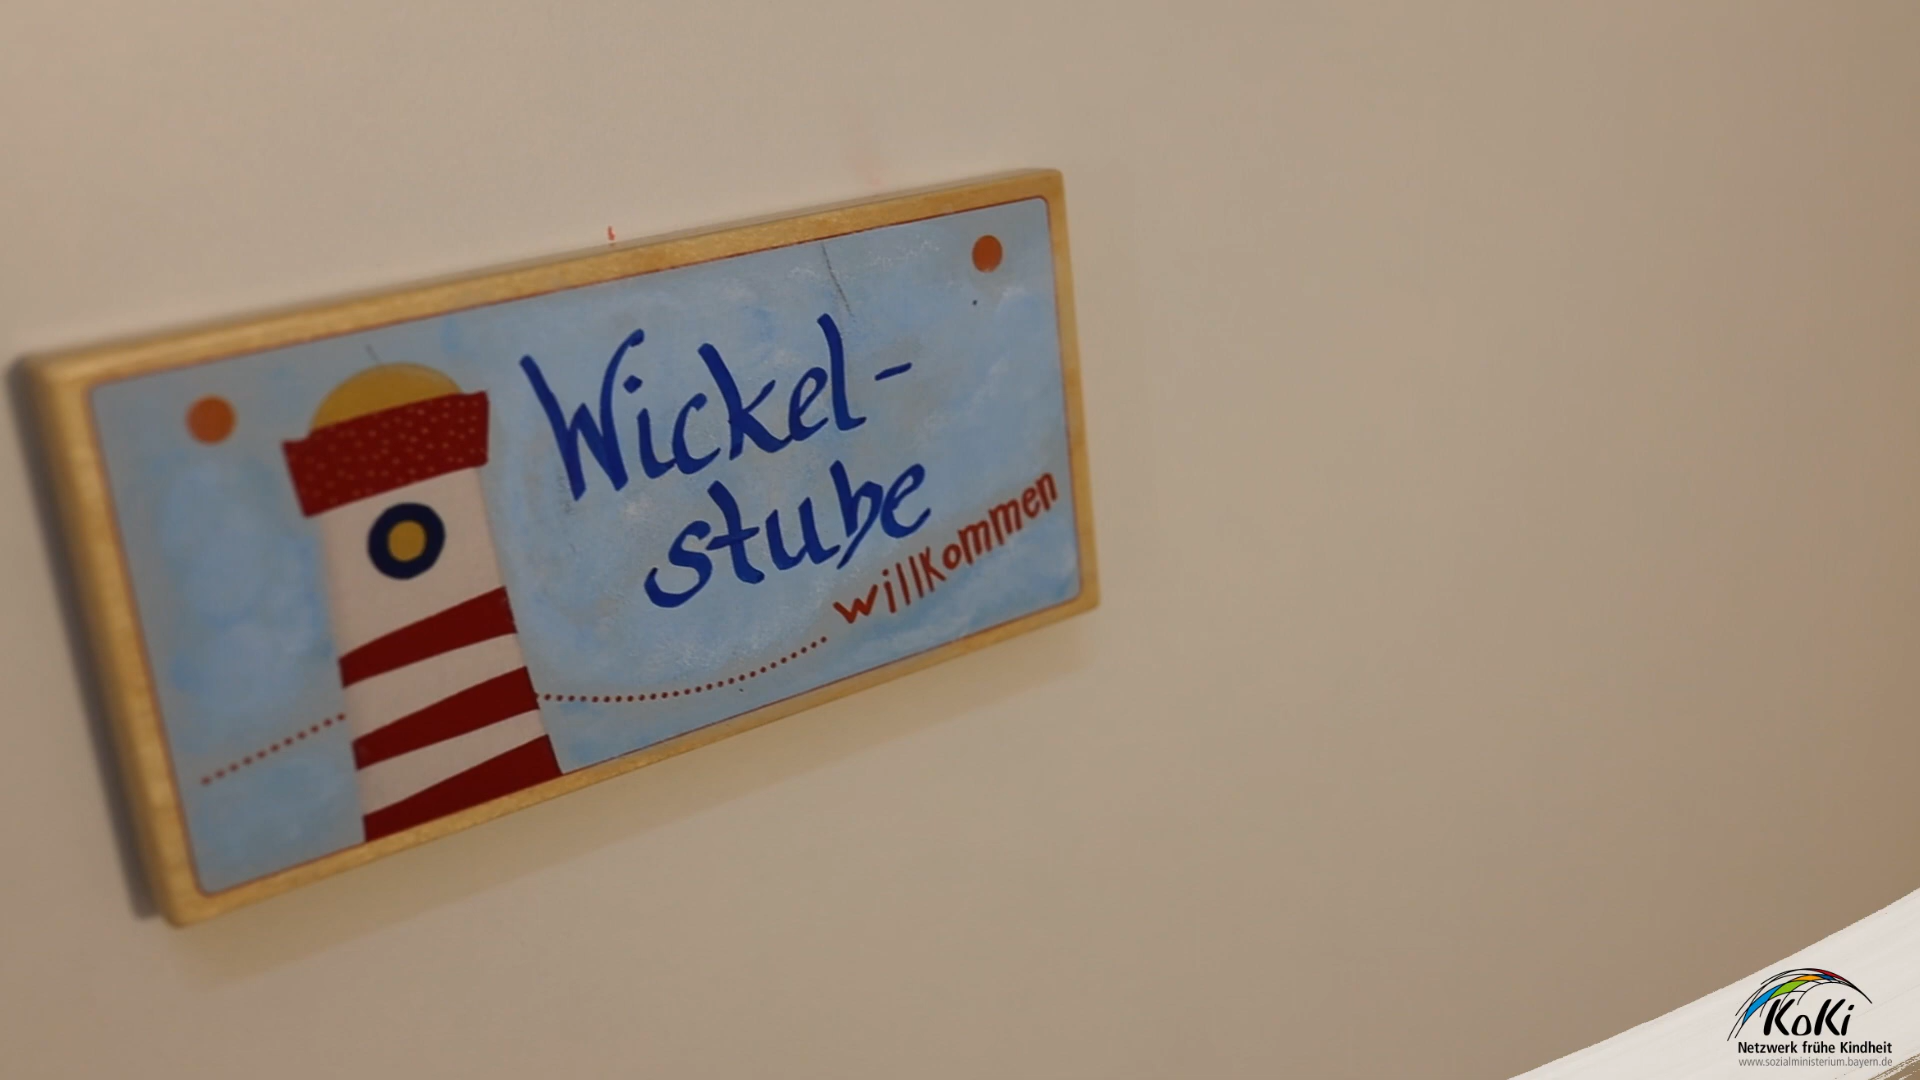 Wickel-
stube
willkommen
KoKi
Netzwerk frühe Kindheit
www.sozialministerium.bayern.de